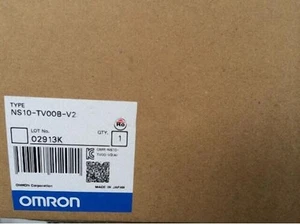 TYPE
NS10-TV00B-V2
LOT No.
QTY.
02913K
1
OMRON Corporation
MADE IN JAPAN
OMRON